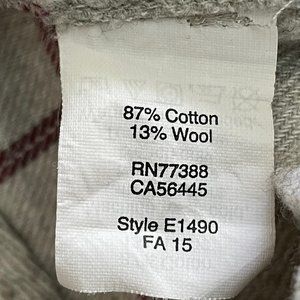 87% Cotton
13% Wool
RN77388
CA56445
Style E1490
FA 15